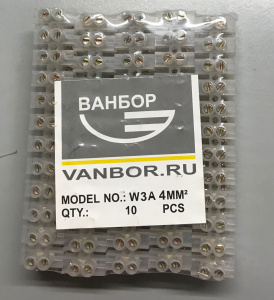 ВАНБОР
VANBOR.RU
MODEL NO.: W3A 4MM²
QTY.: 10 PCS